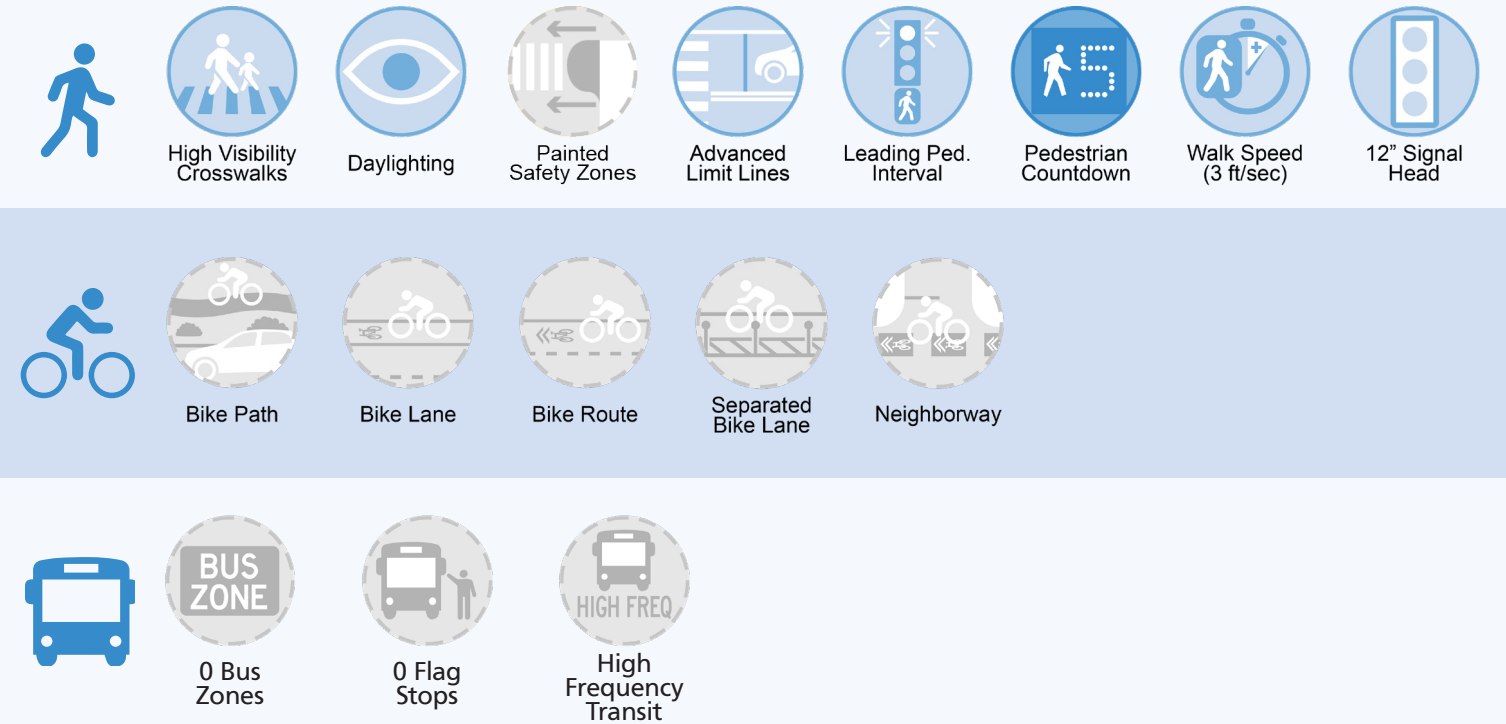 5
High Visibility
Crosswalks
Daylighting
Painted
Safety Zones
Advanced
Limit Lines
Leading Ped.
Interval
Pedestrian
Countdown
Walk Speed
(3 ft/sec)
12” Signal
Head
Bike Path
Bike Lane
Bike Route
Separated
Bike Lane
Neighborway
BUS
ZONE
HIGH FREQ
0 Bus
Zones
0 Flag
Stops
High
Frequency
Transit